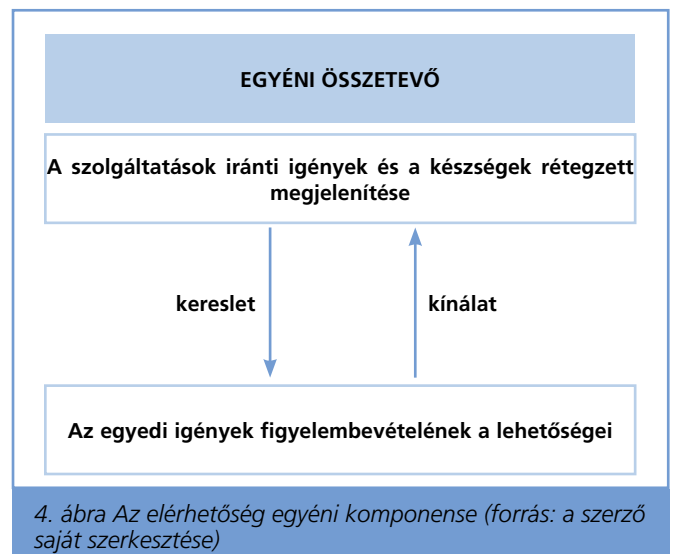 EGYÉNI ÖSSZETEVŐ
A szolgáltatások iránti igények és a készségek rétegzett
megjelenítése
kereslet kínálat
Az egyedi igények figyelembevételének a lehetőségei
4. ábra Az elérhetőség egyéni komponense (forrás: a szerző
saját szerkesztése)